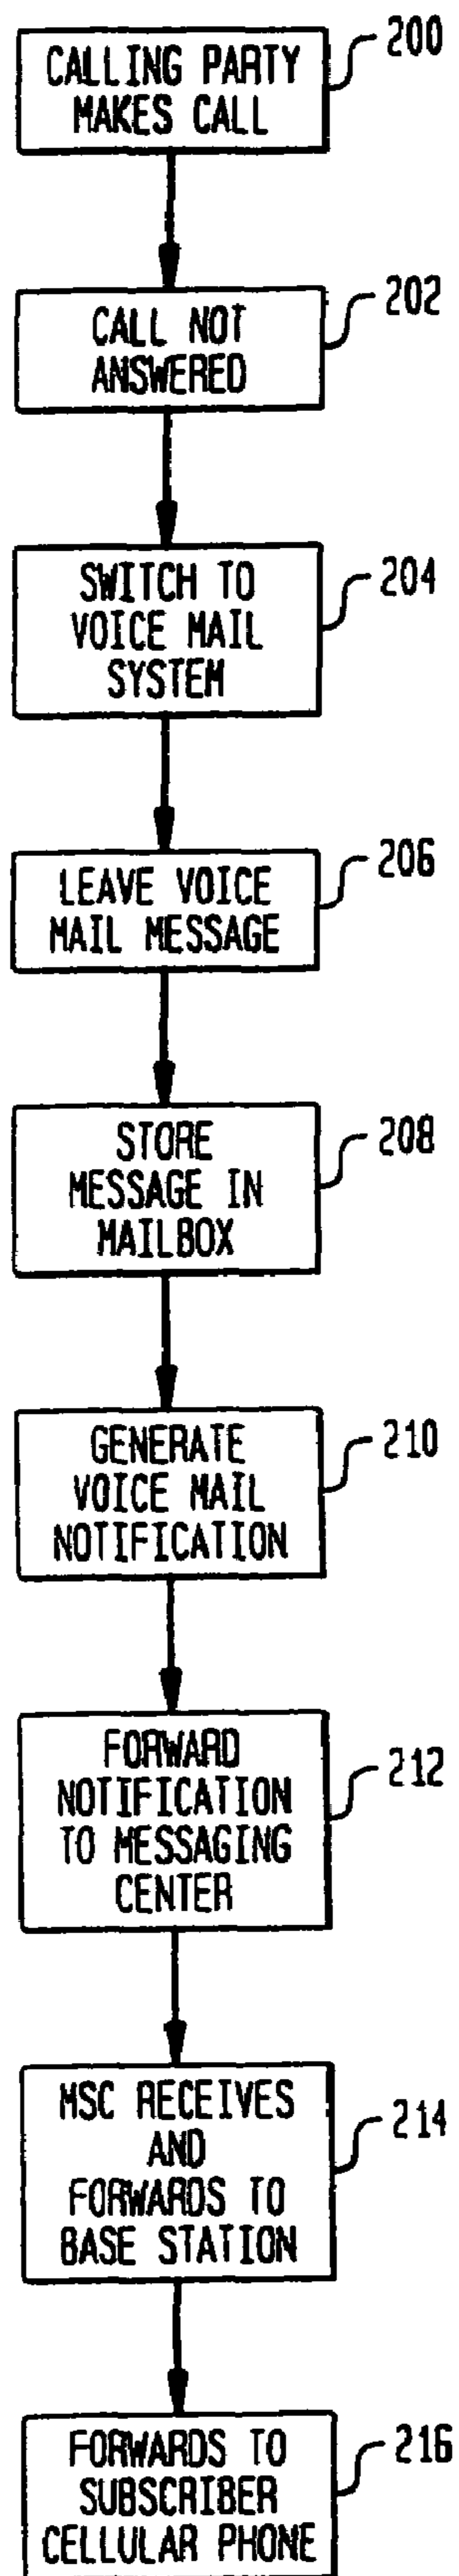 CALLING PARTY
MAKES CALL
200
CALL NOT
ANSWERED
202
SWITCH TO
VOICE MAIL
SYSTEM
204
LEAVE VOICE
MAIL MESSAGE
206
STORE
MESSAGE IN
MAILBOX
208
GENERATE
VOICE MAIL
NOTIFICATION
210
FORWARD
NOTIFICATION
TO MESSAGING
CENTER
212
MSC RECEIVES
AND
FORWARDS TO
BASE STATION
214
FORWARDS TO
SUBSCRIBER
CELLULAR PHONE
216